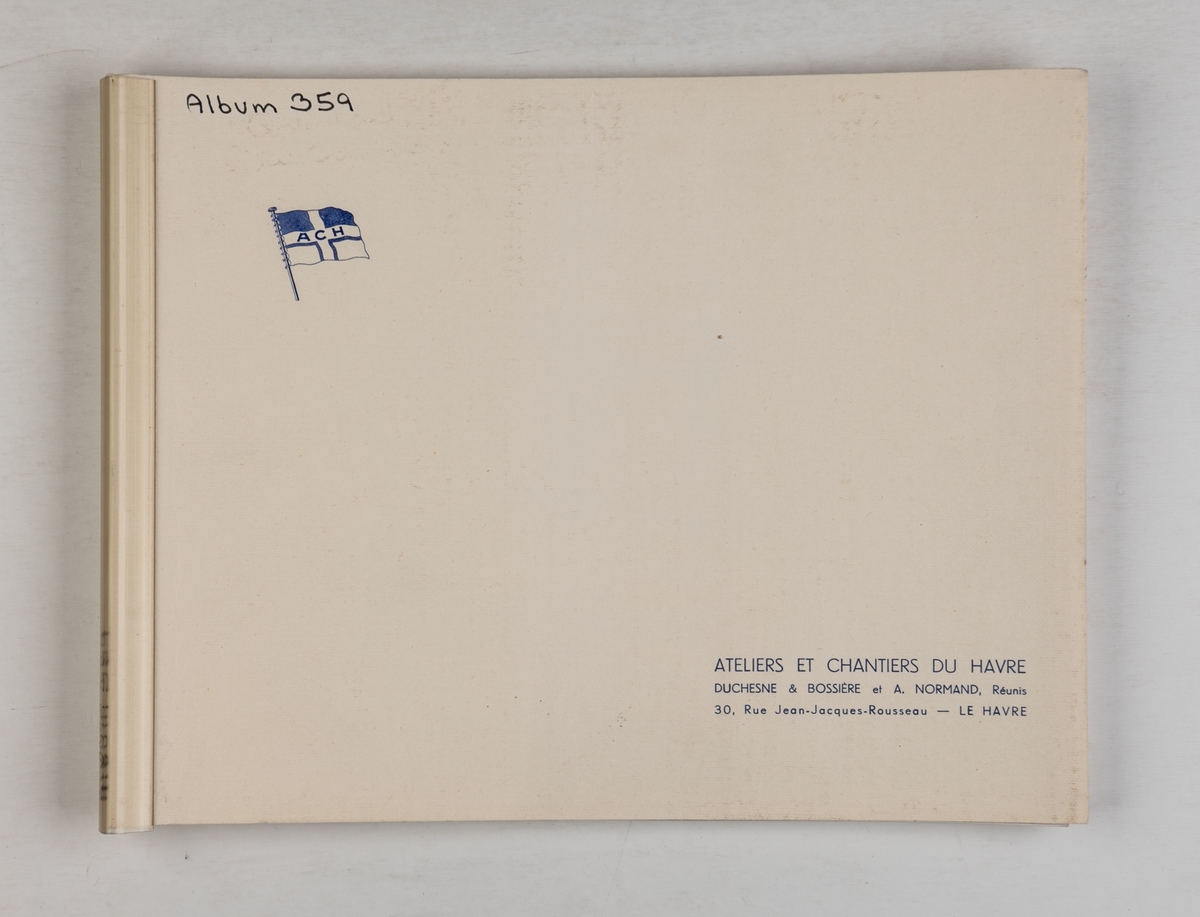 Album 359
ACH
ATELIERS ET CHANTIERS DU HAVRE
DUCHESNE & BOSSIÈRE et A. NORMAND, Réunis
30, Rue Jean-Jacques-Rousseau — LE HAVRE